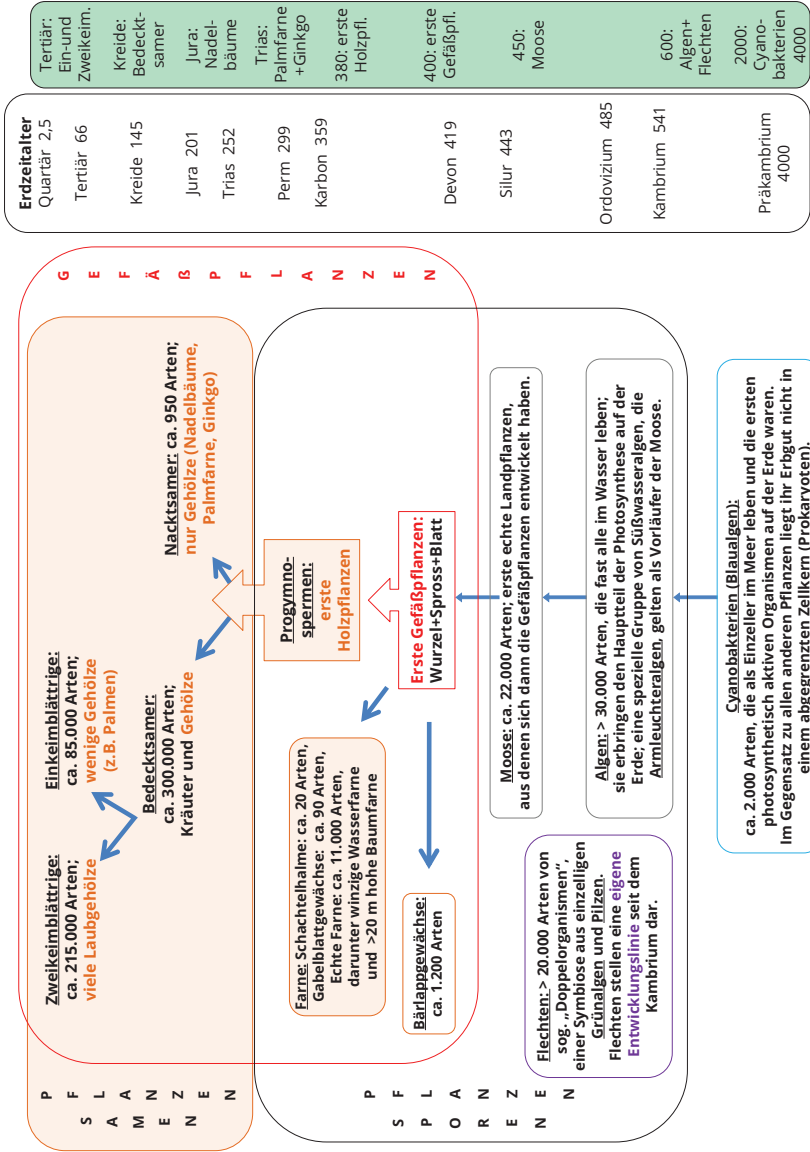 P F
S L
A A
M N
E Z
N E
N
Zweikeimblättrige:
ca. 215.000 Arten;
viele Laubgehölze
Einkeimblättrige:
ca. 85.000 Arten;
wenige Gehölze
(z.B. Palmen)
Bedecktsamer:
ca. 300.000 Arten;
Kräuter und Gehölze
Nacktsamer: ca. 950 Arten;
nur Gehölze (Nadelbäume,
Palmfarne, Ginkgo)
G E F Ä ß P F L A N Z E N
P
S F
P L
O A
R N
E Z
N E
N
Farne: Schachtelhalme: ca. 20 Arten,
Gabelblattgewächse: ca. 90 Arten,
Echte Farne: ca. 11.000 Arten,
darunter winzige Wasserfarne
und >20 m hohe Baumfarne
Progymno-
spermen:
erste
Holzpflanzen
Bärlappgewächse:
ca. 1.200 Arten
Erste Gefäßpflanzen:
Wurzel+Spross+Blatt
Moose: ca. 22.000 Arten; erste echte Landpflanzen,
aus denen sich dann die Gefäßpflanzen entwickelt haben.
Flechten: > 20.000 Arten von
sog. „Doppelorganismen",
einer Symbiose aus einzelligen
Grünalgen und Pilzen.
Flechten stellen eine eigene
Entwicklungslinie seit dem
Kambrium dar.
Algen: > 30.000 Arten, die fast alle im Wasser leben;
sie erbringen den Hauptteil der Photosynthese auf der
Erde; eine spezielle Gruppe von Süßwasseralgen, die
Armleuchteralgen, gelten als Vorläufer der Moose.
Cyanobakterien (Blaualgen):
ca. 2.000 Arten, die als Einzeller im Meer leben und die ersten
photosynthetisch aktiven Organismen auf der Erde waren.
Im Gegensatz zu allen anderen Pflanzen liegt ihr Erbgut nicht in
einem abgegrenzten Zellkern (Prokaryoten).
Erdzeitalter
Quartär 2,5
Tertiär 66
Kreide 145
Jura 201
Trias 252
Perm 299
Karbon 359
Devon 419
Silur 443
Ordovizium 485
Kambrium 541
Präkambrium
4000
Tertiär:
Ein-und
Zweikeim.
Kreide:
Bedeckt-
samer
Jura:
Nadel-
bäume
Trias:
Palmfarne
+Ginkgo
380: erste
Holzpfl.
400: erste
Gefäßpfl.
450:
Moose
600:
Algen+
Flechten
2000:
Cyano-
bakterien
4000